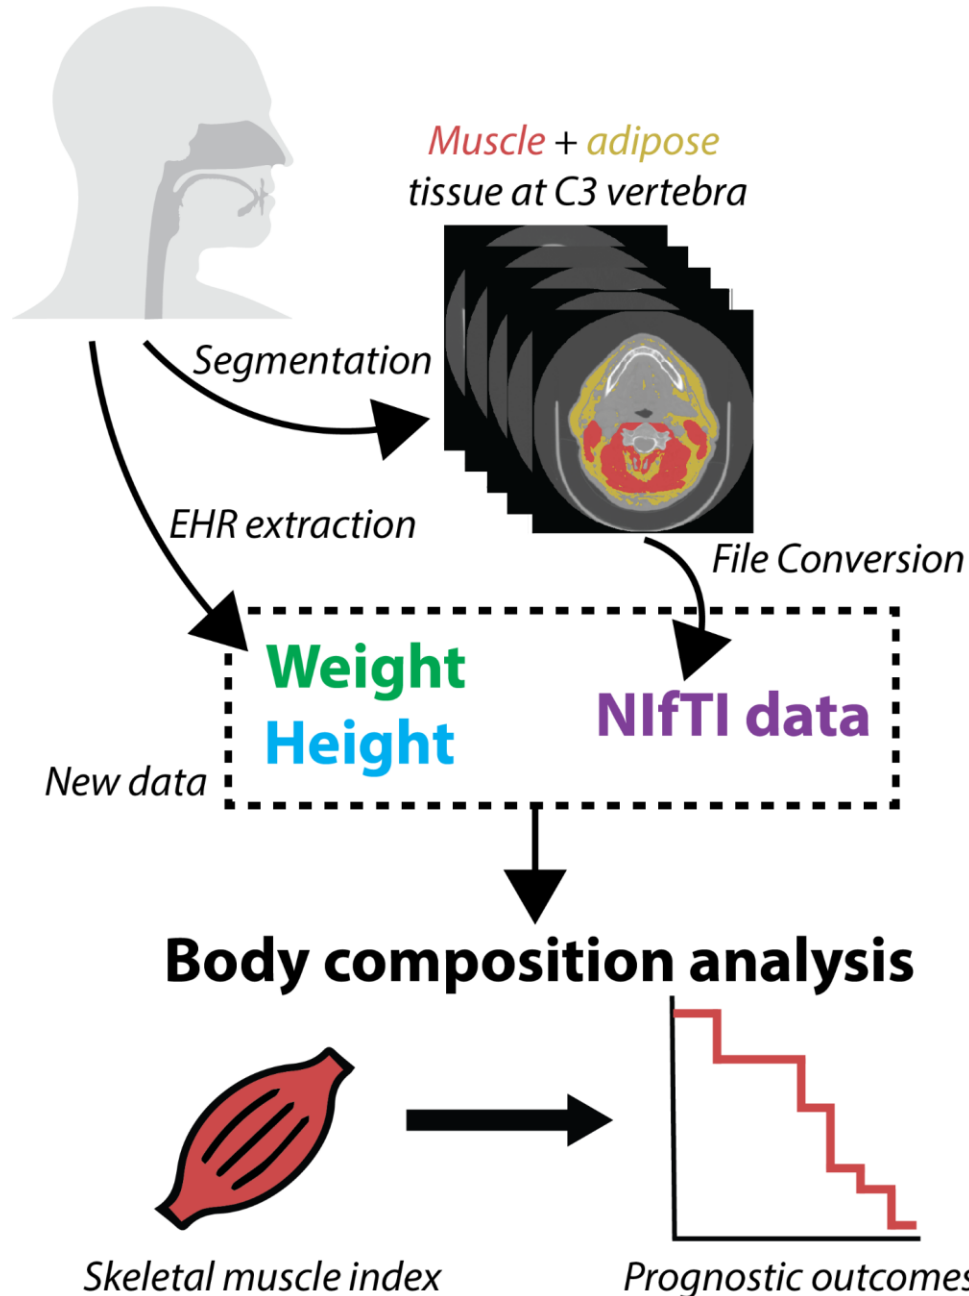 Muscle + adipose
tissue at C3 vertebra
Segmentation
EHR extraction
File Conversion
Weight
Height
NIfTI data
New data
Body composition analysis
Skeletal muscle index
Prognostic outcomes